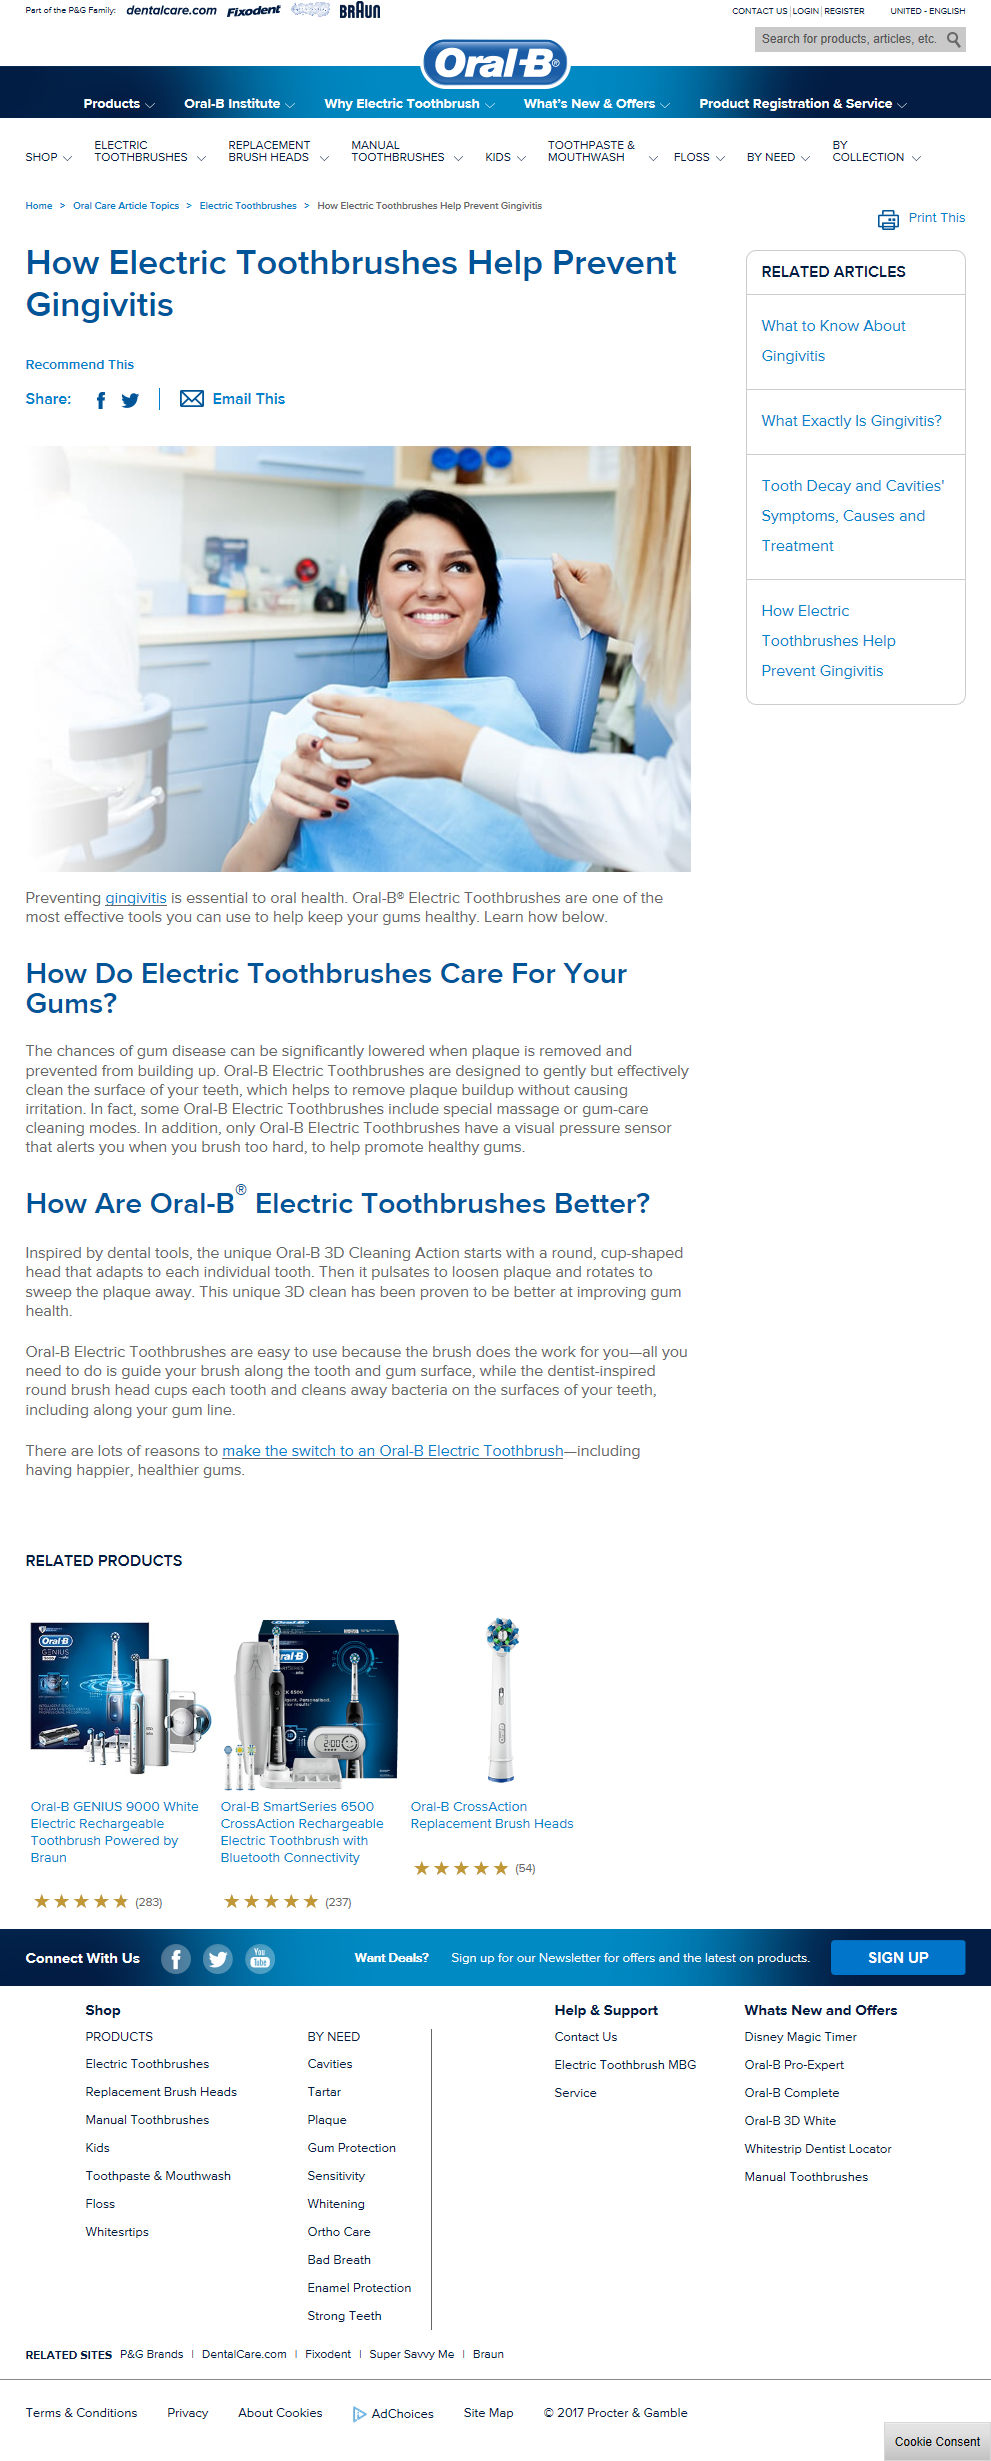 Part of the P&G Family: dentalcare.com Fixodent BRAUN
CONTACT US | LOGIN | REGISTER UNITED - ENGLISH
Search for products, articles, etc.
Oral-B®
Products Oral-B Institute Why Electric Toothbrush What's New & Offers Product Registration & Service
SHOP ELECTRIC TOOTHBRUSHES REPLACEMENT BRUSH HEADS MANUAL TOOTHBRUSHES KIDS TOOTHPASTE & MOUTHWASH FLOSS BY NEED BY COLLECTION
Home > Oral Care Article Topics > Electric Toothbrushes > How Electric Toothbrushes Help Prevent Gingivitis
Print This
How Electric Toothbrushes Help Prevent
Gingivitis
Recommend This
Share: Email This
RELATED ARTICLES
What to Know About
Gingivitis
What Exactly Is Gingivitis?
Tooth Decay and Cavities'
Symptoms, Causes and
Treatment
How Electric
Toothbrushes Help
Prevent Gingivitis
Preventing gingivitis is essential to oral health. Oral-B® Electric Toothbrushes are one of the
most effective tools you can use to help keep your gums healthy. Learn how below.
How Do Electric Toothbrushes Care For Your
Gums?
The chances of gum disease can be significantly lowered when plaque is removed and
prevented from building up. Oral-B Electric Toothbrushes are designed to gently but effectively
clean the surface of your teeth, which helps to remove plaque buildup without causing
irritation. In fact, some Oral-B Electric Toothbrushes include special massage or gum-care
cleaning modes. In addition, only Oral-B Electric Toothbrushes have a visual pressure sensor
that alerts you when you brush too hard, to help promote healthy gums.
How Are Oral-B® Electric Toothbrushes Better?
Inspired by dental tools, the unique Oral-B 3D Cleaning Action starts with a round, cup-shaped
head that adapts to each individual tooth. Then it pulsates to loosen plaque and rotates to
sweep the plaque away. This unique 3D clean has been proven to be better at improving gum
health.
Oral-B Electric Toothbrushes are easy to use because the brush does the work for you—all you
need to do is guide your brush along the tooth and gum surface, while the dentist-inspired
round brush head cups each tooth and cleans away bacteria on the surfaces of your teeth,
including along your gum line.
There are lots of reasons to make the switch to an Oral-B Electric Toothbrush—including
having happier, healthier gums.
RELATED PRODUCTS
Oral-B
GENIUS
2:00
Oral-B GENIUS 9000 White
Electric Rechargeable
Toothbrush Powered by
Braun
(283)
Oral-B SmartSeries 6500
CrossAction Rechargeable
Electric Toothbrush with
Bluetooth Connectivity
(237)
Oral-B CrossAction
Replacement Brush Heads
(54)
Connect With Us You Tube Want Deals? Sign up for our Newsletter for offers and the latest on products. SIGN UP
Shop
PRODUCTS
Electric Toothbrushes
Replacement Brush Heads
Manual Toothbrushes
Kids
Toothpaste & Mouthwash
Floss
Whitesrtips
BY NEED
Cavities
Tartar
Plaque
Gum Protection
Sensitivity
Whitening
Ortho Care
Bad Breath
Enamel Protection
Strong Teeth
Help & Support
Contact Us
Electric Toothbrush MBG
Service
Whats New and Offers
Disney Magic Timer
Oral-B Pro-Expert
Oral-B Complete
Oral-B 3D White
Whitestrip Dentist Locator
Manual Toothbrushes
RELATED SITES P&G Brands | DentalCare.com | Fixodent | Super Savvy Me | Braun
Terms & Conditions Privacy About Cookies AdChoices Site Map © 2017 Procter & Gamble
Cookie Consent